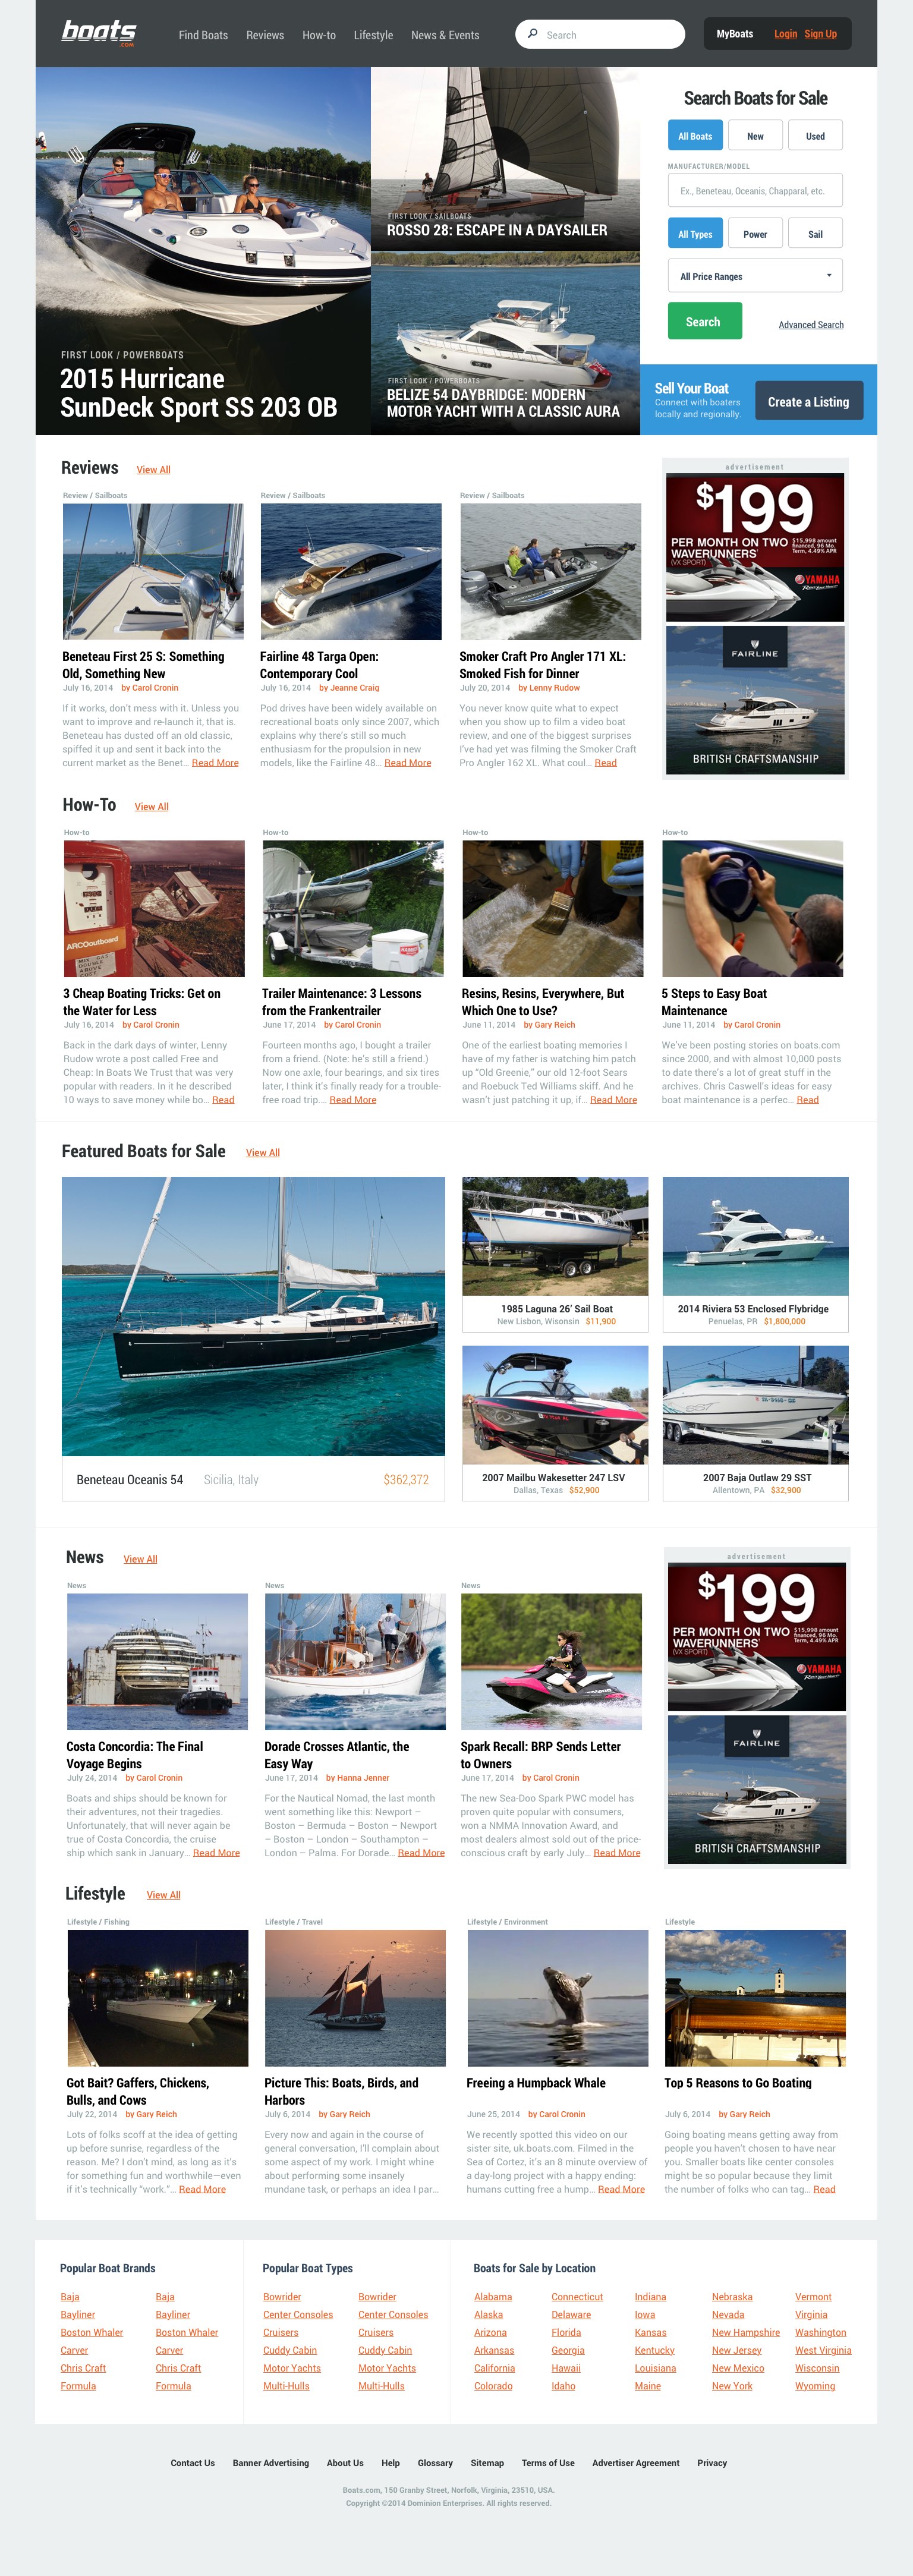 boats
.COM
Find Boats Reviews How-to Lifestyle News & Events
Search
MyBoats Login Sign Up
FIRST LOOK / POWERBOATS
2015 Hurricane
SunDeck Sport SS 203 OB
FIRST LOOK / SAILBOATS
ROSSO 28: ESCAPE IN A DAYSAILER
FIRST LOOK / POWERBOATS
BELIZE 54 DAYBRIDGE: MODERN
MOTOR YACHT WITH A CLASSIC AURA
Search Boats for Sale
All Boats New Used
MANUFACTURER/MODEL
Ex., Beneteau, Oceanis, Chapparal, etc.
All Types Power Sail
All Price Ranges
Search
Advanced Search
Sell Your Boat
Connect with boaters
locally and regionally.
Create a Listing
Reviews View All
Review / Sailboats
Beneteau First 25 S: Something
Old, Something New
July 16, 2014 by Carol Cronin
If it works, don't mess with it. Unless you
want to improve and re-launch it, that is.
Beneteau has dusted off an old classic,
spiffed it up and sent it back into the
current market as the Benet... Read More
Review / Sailboats
Fairline 48 Targa Open:
Contemporary Cool
July 16, 2014 by Jeanne Craig
Pod drives have been widely available on
recreational boats only since 2007, which
explains why there's still so much
enthusiasm for the propulsion in new
models, like the Fairline 48... Read More
Review / Sailboats
Smoker Craft Pro Angler 171 XL:
Smoked Fish for Dinner
July 20, 2014 by Lenny Rudow
You never know quite what to expect
when you show up to film a video boat
review, and one of the biggest surprises
I've had yet was filming the Smoker Craft
Pro Angler 162 XL. What coul... Read
advertisement
$199
PER MONTH ON TWO
WAVERUNNERS'
(VX SPORT)
$15,998 amount
financed, 96 Mo.
Term, 4.49% APR
YAMAHA
FAIRLINE
BRITISH CRAFTSMANSHIP
How-To View All
How-to
ARCOoutboard
MIX GAS
DOUBLE
ABOVE
COST
3 Cheap Boating Tricks: Get on
the Water for Less
July 16, 2014 by Carol Cronin
Back in the dark days of winter, Lenny
Rudow wrote a post called Free and
Cheap: In Boats We Trust that was very
popular with readers. In it he described
10 ways to save money while bo... Read
How-to
Trailer Maintenance: 3 Lessons
from the Frankentrailer
June 17, 2014 by Carol Cronin
Fourteen months ago, I bought a trailer
from a friend. (Note: he's still a friend.)
Now one axle, four bearings, and six tires
later, I think it's finally ready for a trouble-
free road trip... Read More
How-to
Resins, Resins, Everywhere, But
Which One to Use?
June 11, 2014 by Gary Reich
One of the earliest boating memories I
have of my father is watching him patch
up "Old Greenie," our old 12-foot Sears
and Roebuck Ted Williams skiff. And he
wasn't just patching it up, if... Read More
How-to
5 Steps to Easy Boat
Maintenance
June 11, 2014 by Carol Cronin
We've been posting stories on boats.com
since 2000, and with almost 10,000 posts
to date there's a lot of great stuff in the
archives. Chris Caswell's ideas for easy
boat maintenance is a perfec... Read
Featured Boats for Sale View All
Beneteau Oceanis 54 Sicilia, Italy $362,372
1985 Laguna 26' Sail Boat
New Lisbon, Wisonsin $11,900
2014 Riviera 53 Enclosed Flybridge
Penuelas, PR $1,800,000
2007 Mailbu Wakesetter 247 LSV
Dallas, Texas $52,900
2007 Baja Outlaw 29 SST
Allentown, PA $32,900
News View All
News
Costa Concordia: The Final
Voyage Begins
July 24, 2014 by Carol Cronin
Boats and ships should be known for
their adventures, not their tragedies.
Unfortunately, that will never again be
true of Costa Concordia, the cruise
ship which sank in January... Read More
News
Dorade Crosses Atlantic, the
Easy Way
June 17, 2014 by Hanna Jenner
For the Nautical Nomad, the last month
went something like this: Newport –
Boston – Bermuda – Boston – Newport
– Boston – London – Southampton –
London – Palma. For Dorade... Read More
News
Spark Recall: BRP Sends Letter
to Owners
June 17, 2014 by Carol Cronin
The new Sea-Doo Spark PWC model has
proven quite popular with consumers,
won a NMMA Innovation Award, and
most dealers almost sold out of the price-
conscious craft by early July... Read More
advertisement
$199
PER MONTH ON TWO
WAVERUNNERS'
(VX SPORT)
$15,998 amount
financed, 96 Mo.
Term, 4.49% APR
YAMAHA
FAIRLINE
BRITISH CRAFTSMANSHIP
Lifestyle View All
Lifestyle / Fishing
Got Bait? Gaffers, Chickens,
Bulls, and Cows
July 22, 2014 by Gary Reich
Lots of folks scoff at the idea of getting
up before sunrise, regardless of the
reason. Me? I don't mind, as long as it's
for something fun and worthwhile—even
if it's technically "work."... Read More
Lifestyle / Travel
Picture This: Boats, Birds, and
Harbors
July 6, 2014 by Gary Reich
Every now and again in the course of
general conversation, I'll complain about
some aspect of my work. I might whine
about performing some insanely
mundane task, or perhaps an idea I par...
Lifestyle / Environment
Freeing a Humpback Whale
June 25, 2014 by Carol Cronin
We recently spotted this video on our
sister site, uk.boats.com. Filmed in the
Sea of Cortez, it's an 8 minute overview of
a day-long project with a happy ending:
humans cutting free a hump... Read More
Lifestyle
Top 5 Reasons to Go Boating
July 6, 2014 by Gary Reich
Going boating means getting away from
people you haven't chosen to have near
you. Smaller boats like center consoles
might be so popular because they limit
the number of folks who can tag... Read
Popular Boat Brands
Baja Baja
Bayliner Bayliner
Boston Whaler Boston Whaler
Carver Carver
Chris Craft Chris Craft
Formula Formula
Popular Boat Types
Bowrider Bowrider
Center Consoles Center Consoles
Cruisers Cruisers
Cuddy Cabin Cuddy Cabin
Motor Yachts Motor Yachts
Multi-Hulls Multi-Hulls
Boats for Sale by Location
Alabama Connecticut Indiana Nebraska Vermont
Alaska Delaware Iowa Nevada Virginia
Arizona Florida Kansas New Hampshire Washington
Arkansas Georgia Kentucky New Jersey West Virginia
California Hawaii Louisiana New Mexico Wisconsin
Colorado Idaho Maine New York Wyoming
Contact Us Banner Advertising About Us Help Glossary Sitemap Terms of Use Advertiser Agreement Privacy
Boats.com, 150 Granby Street, Norfolk, Virginia, 23510, USA.
Copyright ©2014 Dominion Enterprises. All rights reserved.